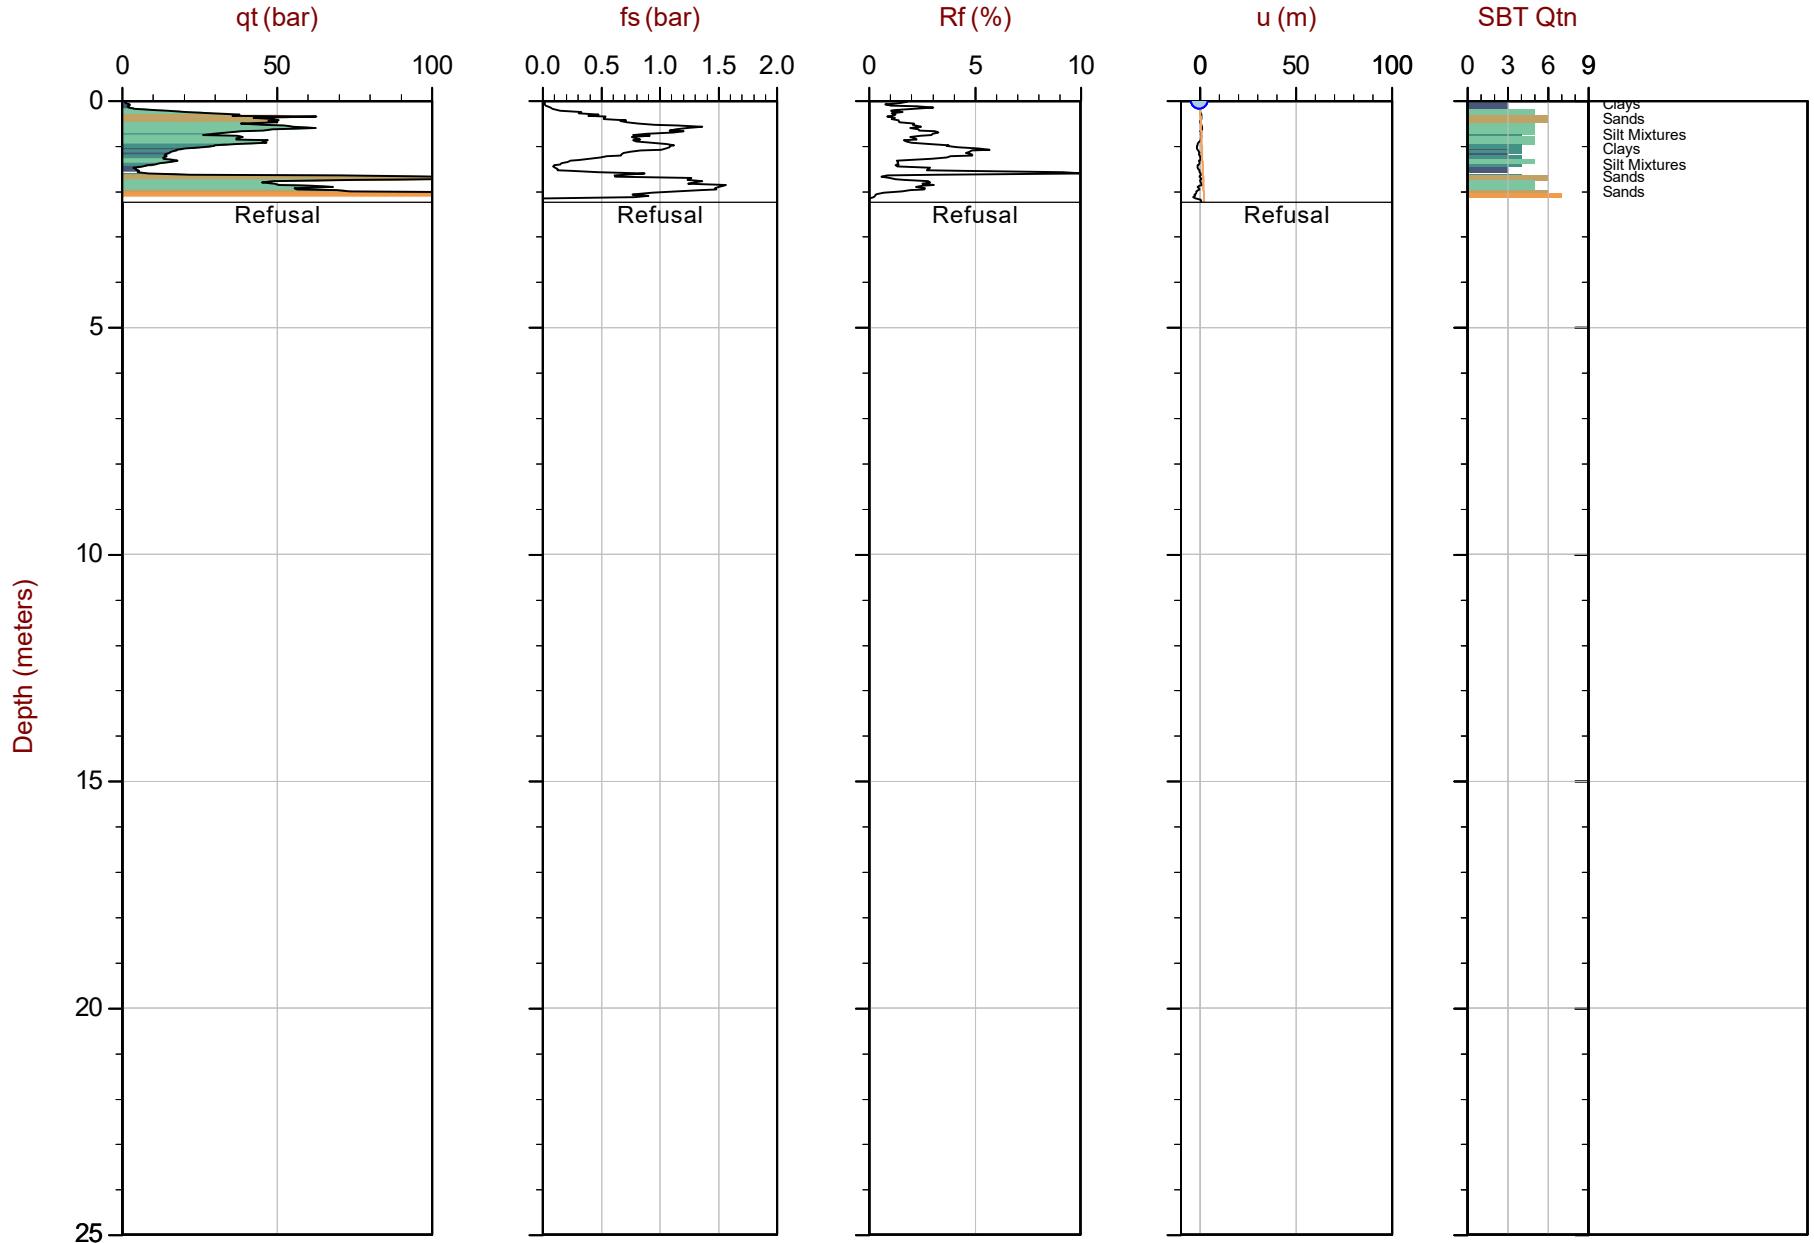 qt (bar) fs (bar) Rf (%) u (m) SBT Qtn
0 50 100 0.0 0.5 1.0 1.5 2.0 0 5 10 0 50 100 0 3 6 9
0
Clays
Sands
Silt Mixtures
Clays
Silt Mixtures
Sands
Sands
Refusal Refusal Refusal Refusal
5
10
Depth (meters)
15
20
25